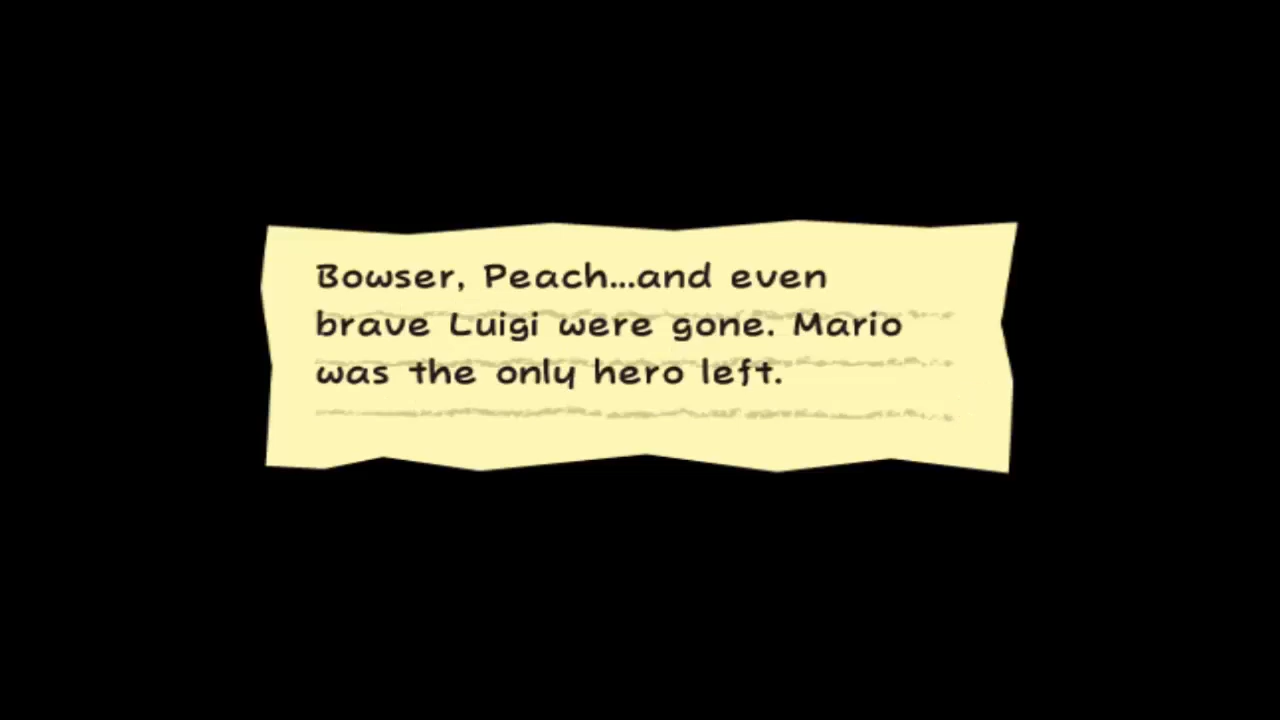 Bowser, Peach...and even
brave Luigi were gone. Mario
was the only hero left.